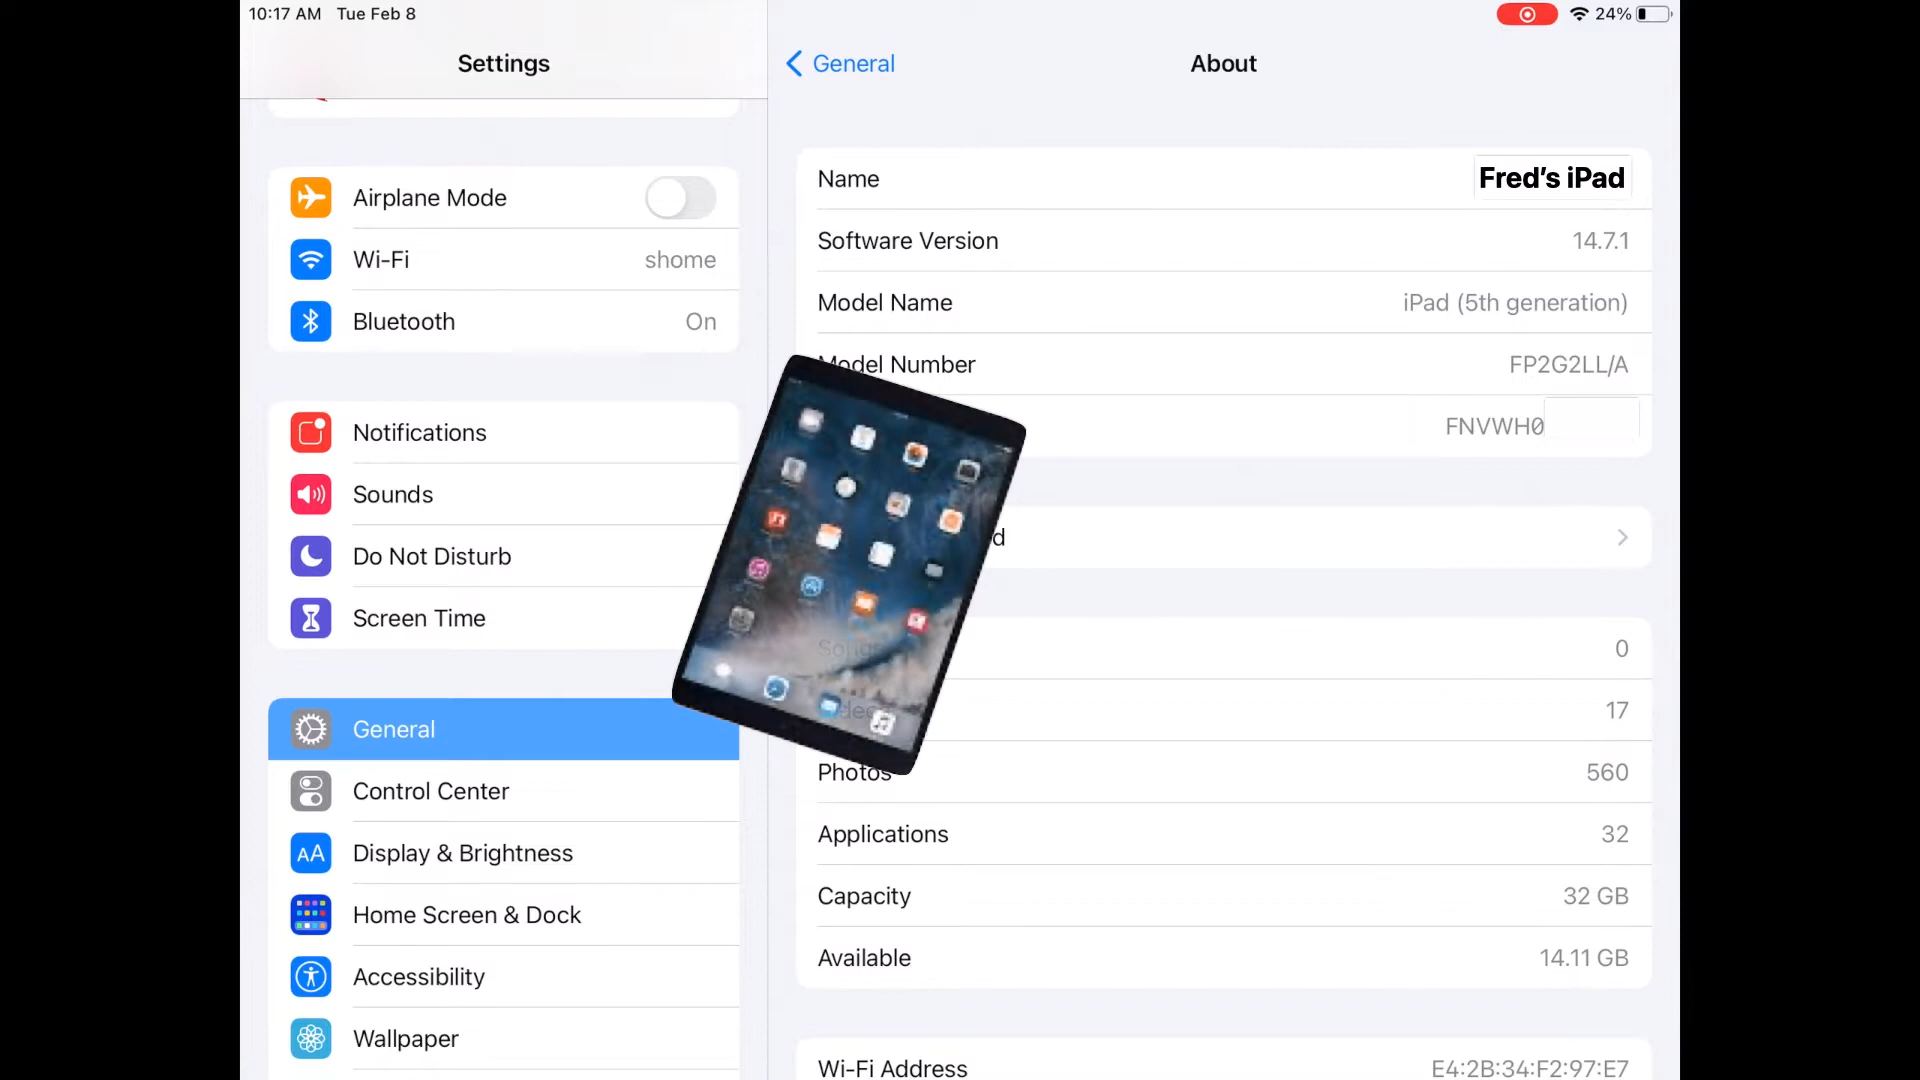 10:17 AM Tue Feb 8
24%
Settings
General
About
Airplane Mode
Wi-Fi shome
Bluetooth On
Notifications
Sounds
Do Not Disturb
Screen Time
General
Control Center
AA Display & Brightness
Home Screen & Dock
Accessibility
Wallpaper
Name Fred's iPad
Software Version 14.7.1
Model Name iPad (5th generation)
Model Number FP2G2LL/A
FNVWH0
d
Songs 0
17
Photos 560
Applications 32
Capacity 32 GB
Available 14.11 GB
Wi-Fi Address E4:2B:34:F2:97:E7